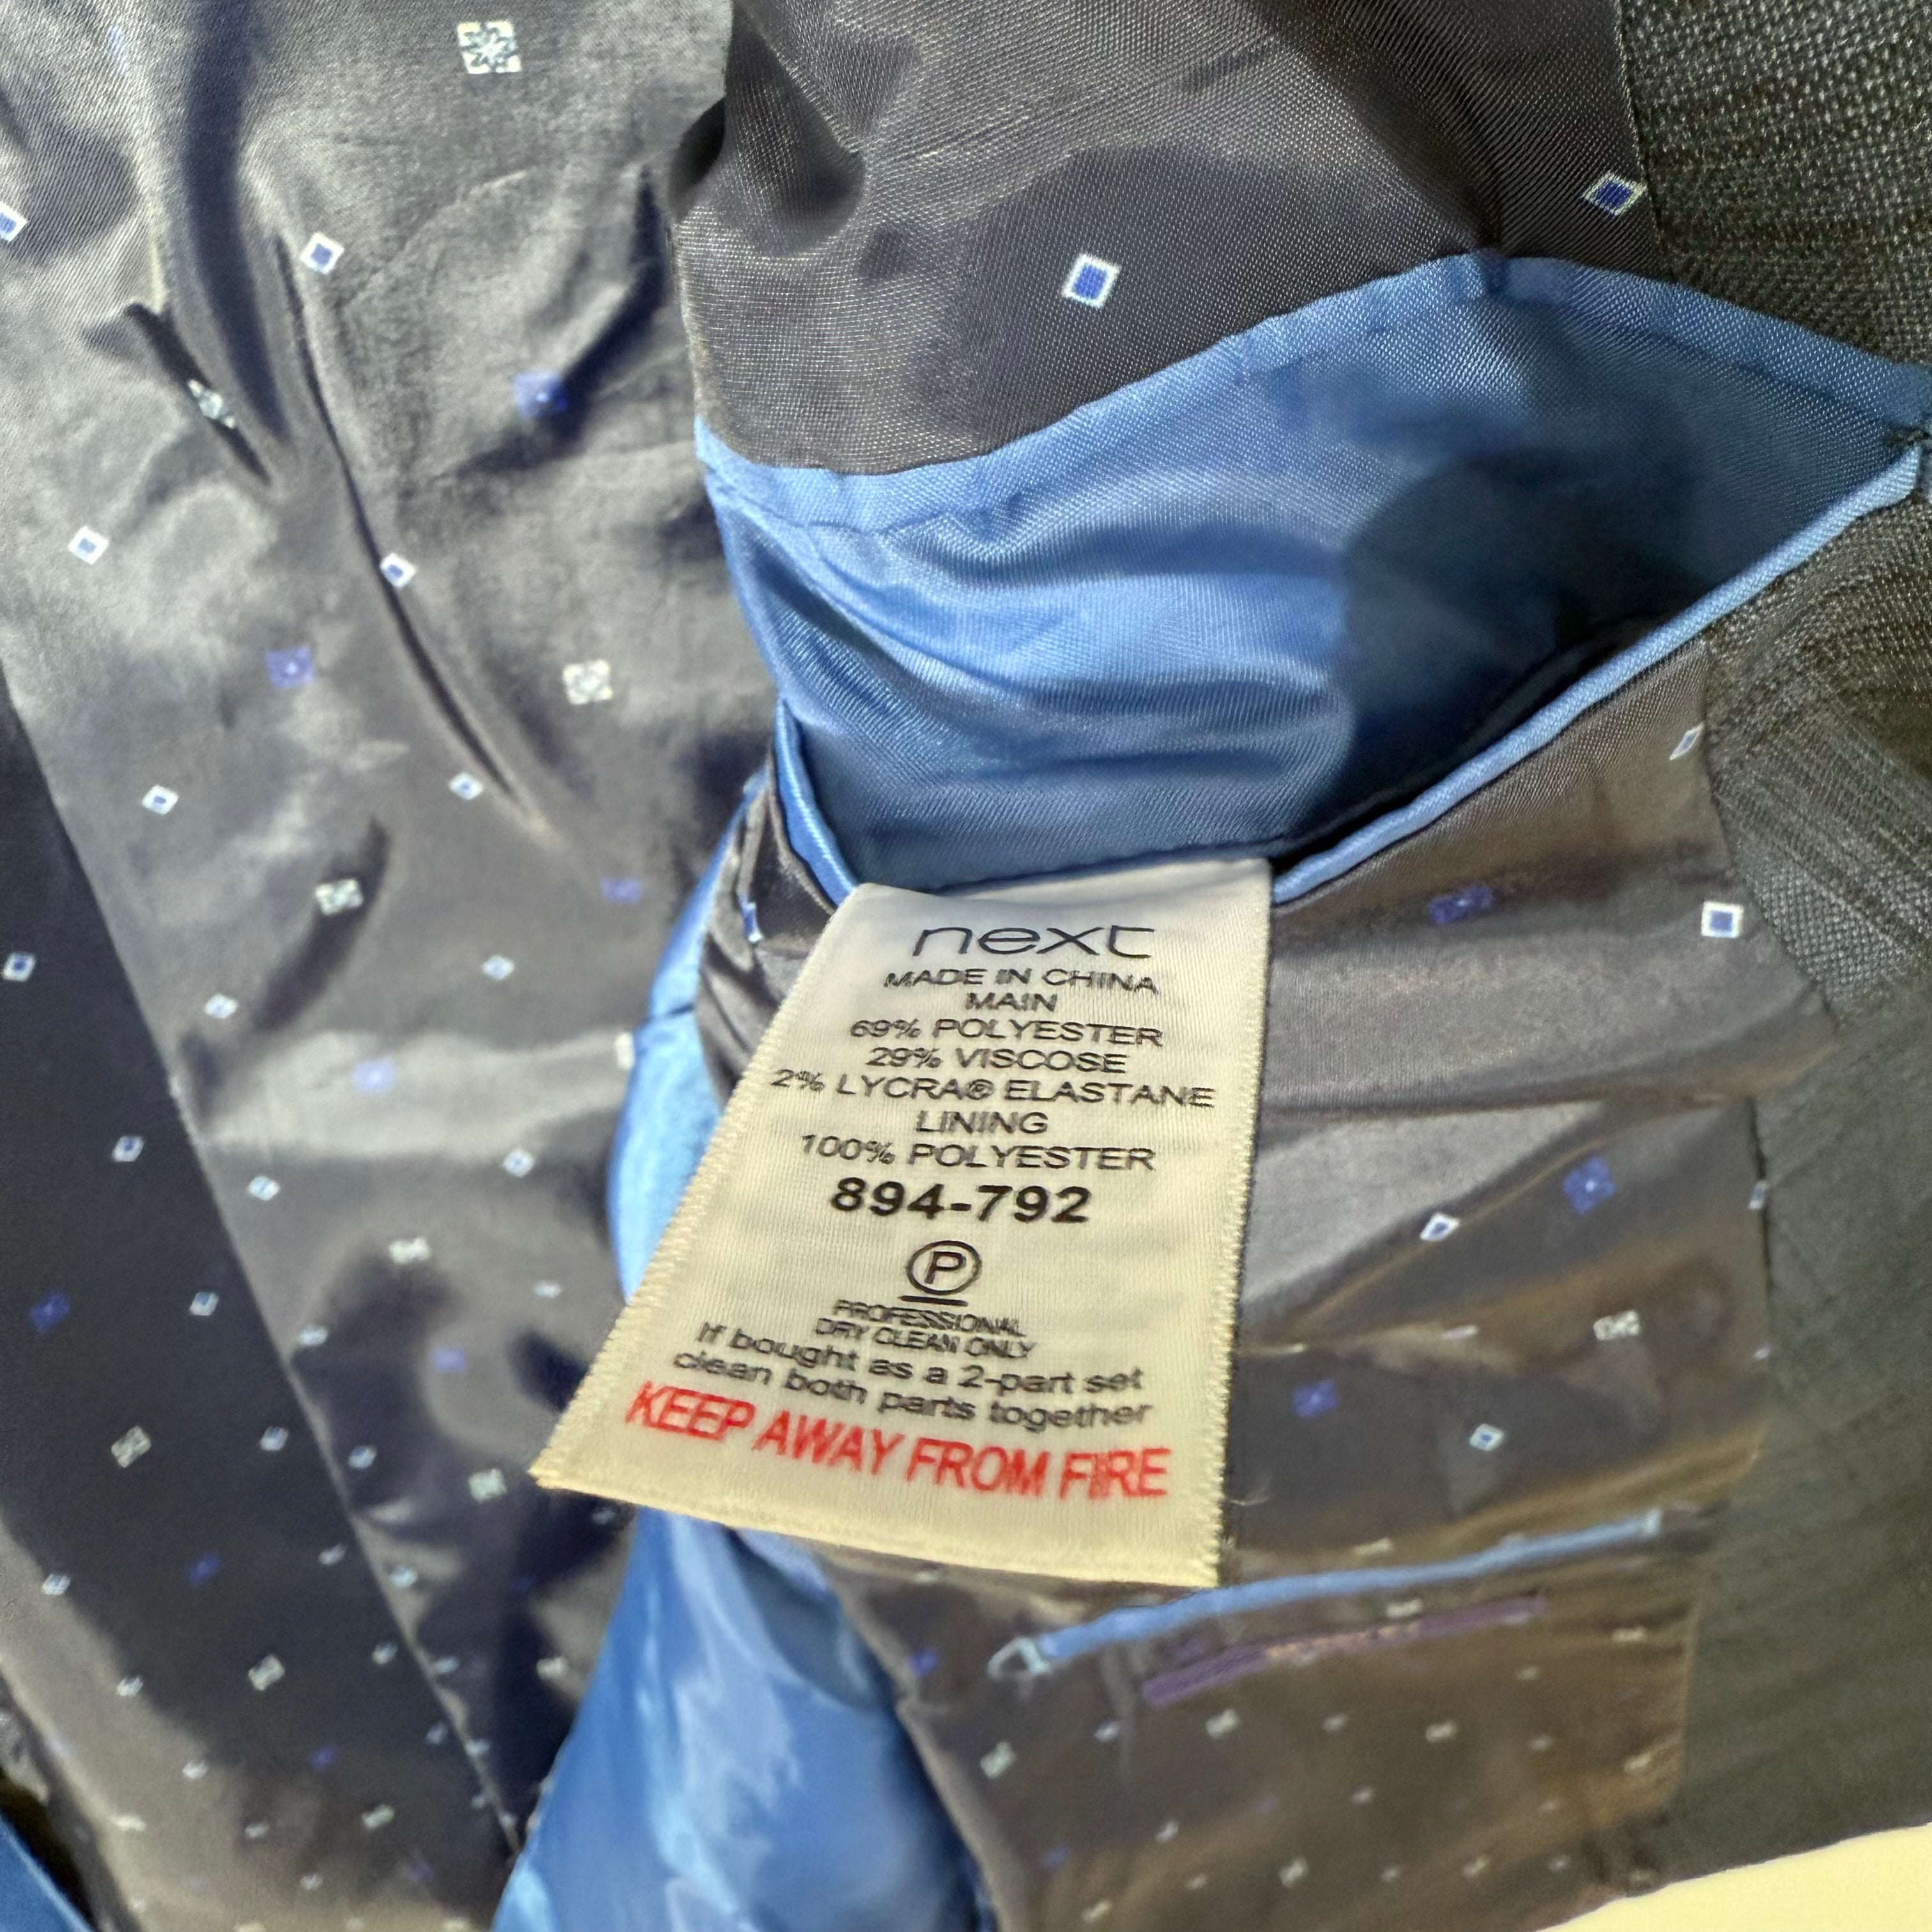 next
MADE IN CHINA
MAIN
69% POLYESTER
29% VISCOSE
2% LYCRA® ELASTANE
LINING
100% POLYESTER
894-792
P
PROFESSIONAL
DRY CLEAN ONLY
If bought as a 2-part set
clean both parts together
KEEP AWAY FROM FIRE